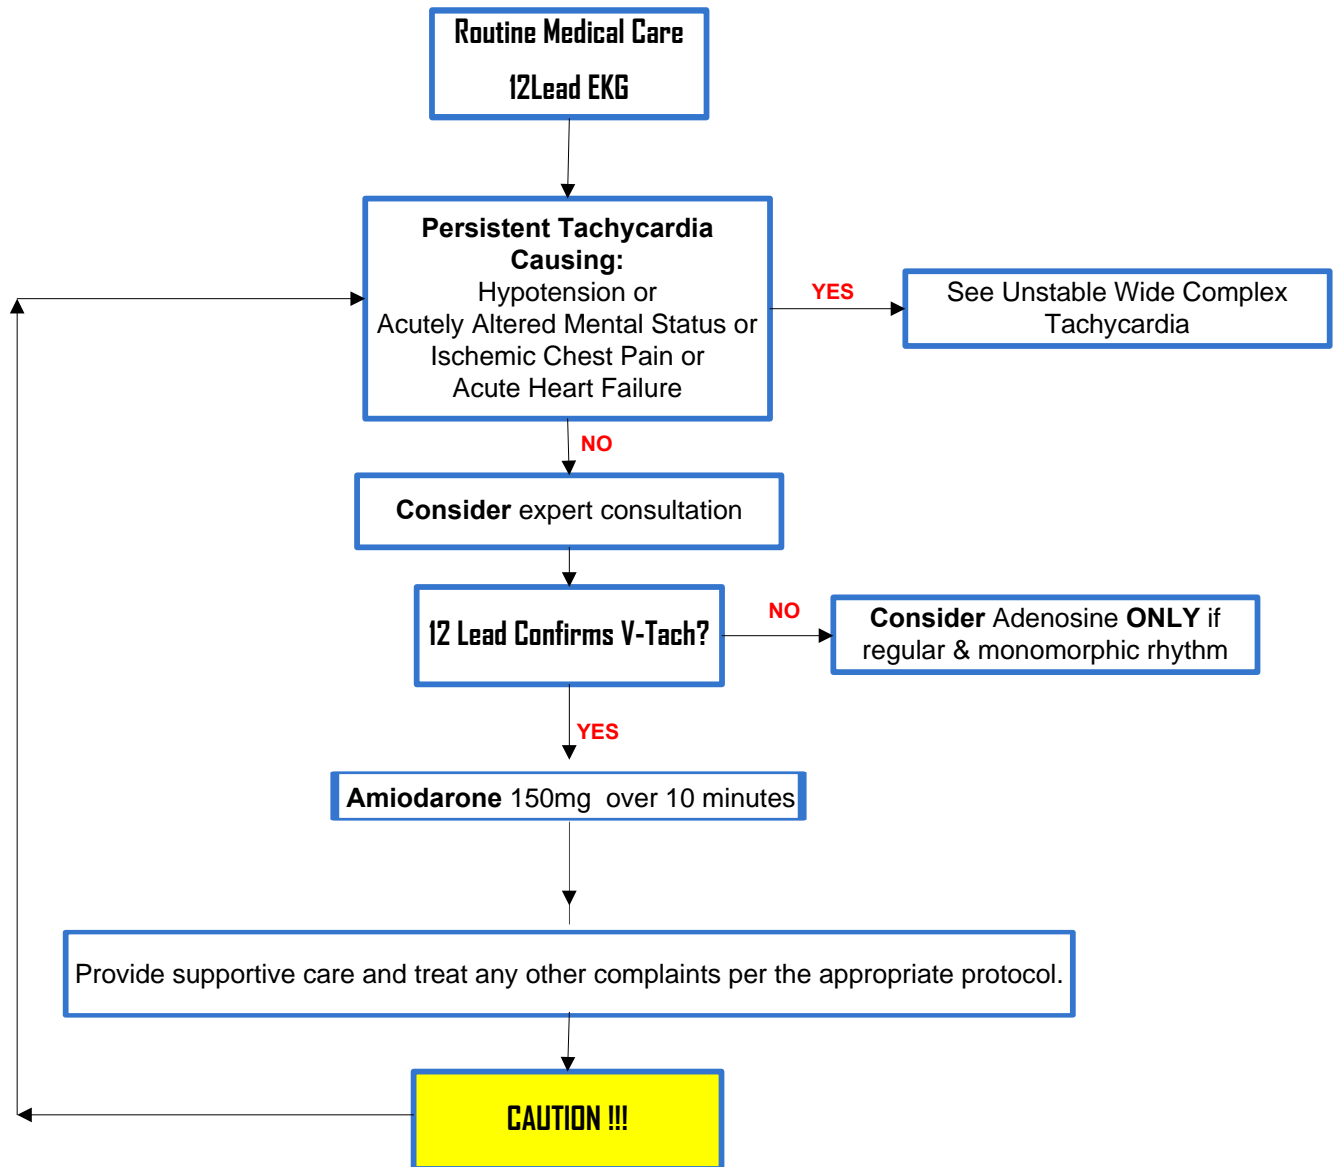 Routine Medical Care
12Lead EKG
Persistent Tachycardia
Causing:
Hypotension or
Acutely Altered Mental Status or
Ischemic Chest Pain or
Acute Heart Failure
YES
See Unstable Wide Complex
Tachycardia
NO
Consider expert consultation
12 Lead Confirms V-Tach?
NO
Consider Adenosine ONLY if
regular & monomorphic rhythm
YES
Amiodarone 150mg  over 10 minutes
Provide supportive care and treat any other complaints per the appropriate protocol.
CAUTION !!!